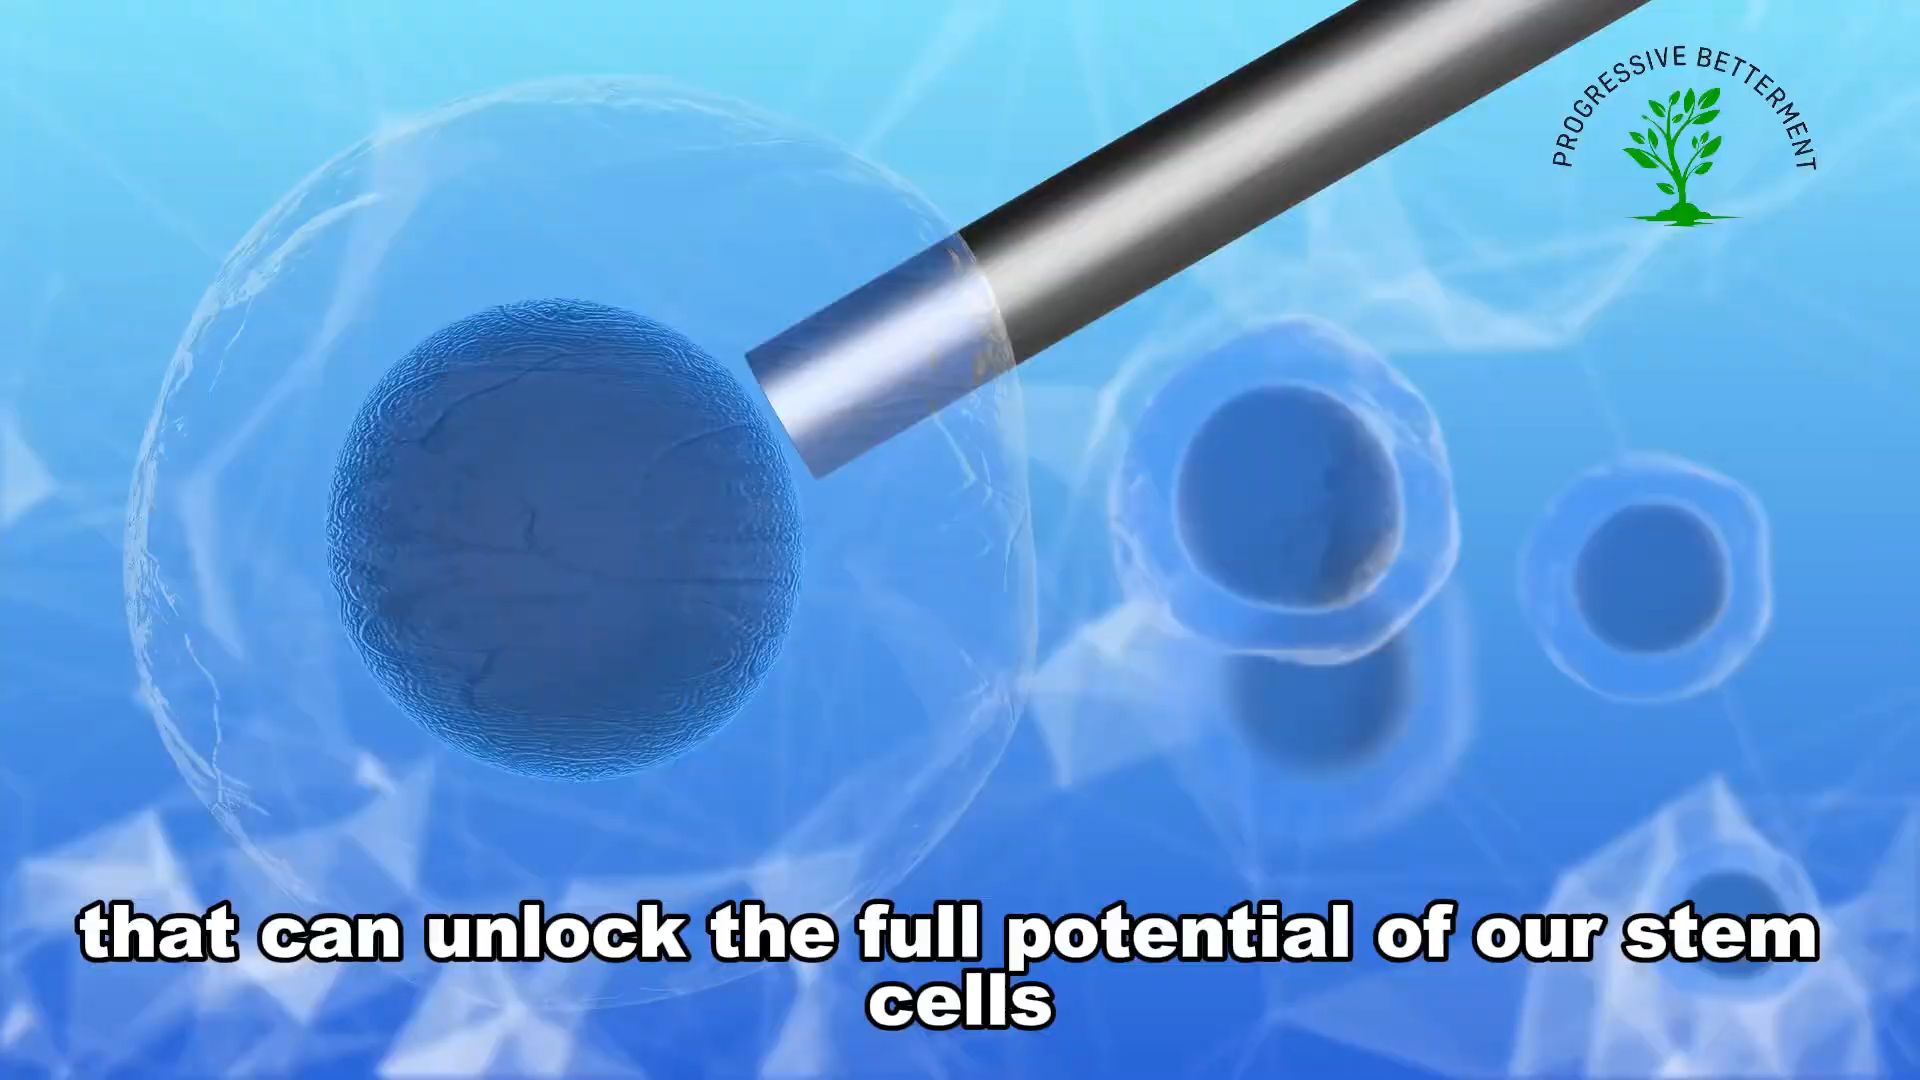 PROGRESSIVE BETTERMENT
that can unlock the full potential of our stem
cells